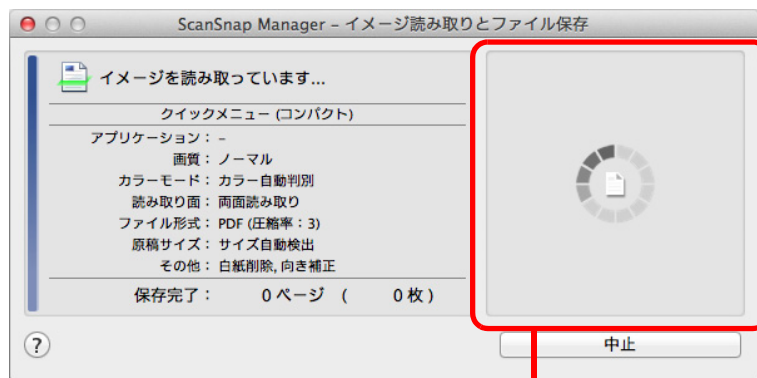 ScanSnap Manager – イメージ読み取りとファイル保存
イメージを読み取っています...
クイックメニュー (コンパクト)
アプリケーション： –
画質： ノーマル
カラーモード： カラー自動判別
読み取り面： 両面読み取り
ファイル形式： PDF (圧縮率：3)
原稿サイズ： サイズ自動検出
その他： 白紙削除, 向き補正
保存完了： 0 ページ ( 0 枚 )
?
中止